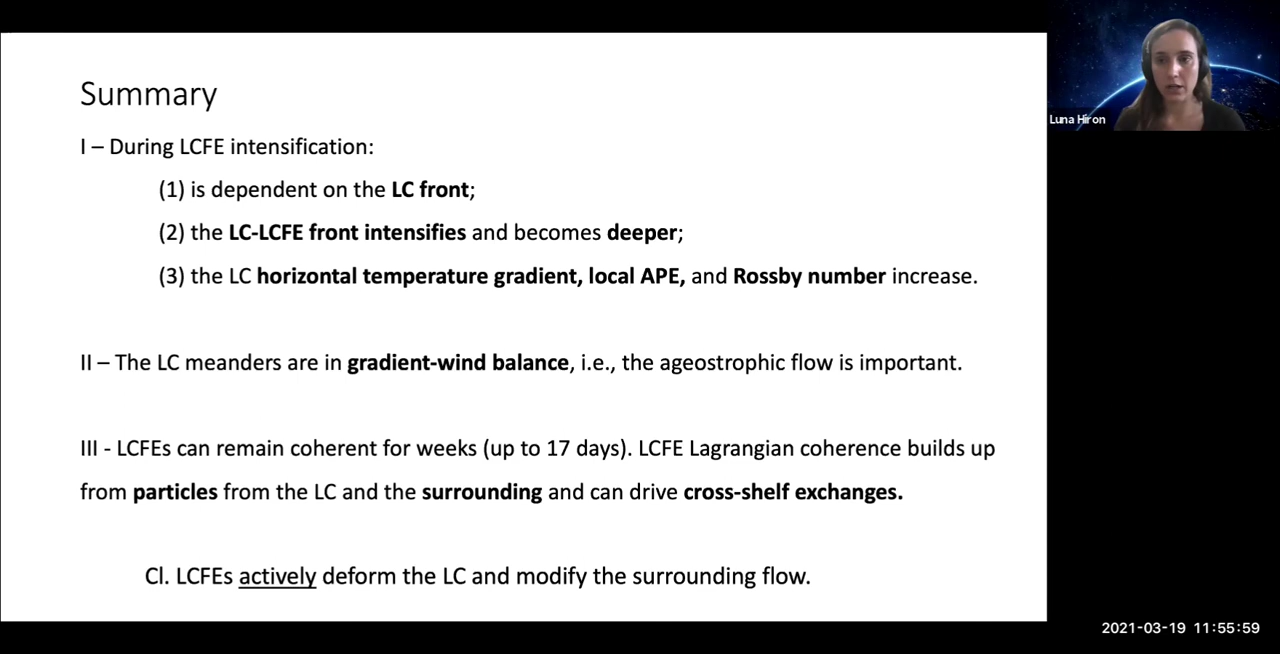 Summary
I – During LCFE intensification:
(1) is dependent on the LC front;
(2) the LC-LCFE front intensifies and becomes deeper;
(3) the LC horizontal temperature gradient, local APE, and Rossby number increase.
II – The LC meanders are in gradient-wind balance, i.e., the ageostrophic flow is important.
III - LCFEs can remain coherent for weeks (up to 17 days). LCFE Lagrangian coherence builds up
from particles from the LC and the surrounding and can drive cross-shelf exchanges.
Cl. LCFEs actively deform the LC and modify the surrounding flow.
Luna Hiron
2021-03-19 11:55:59